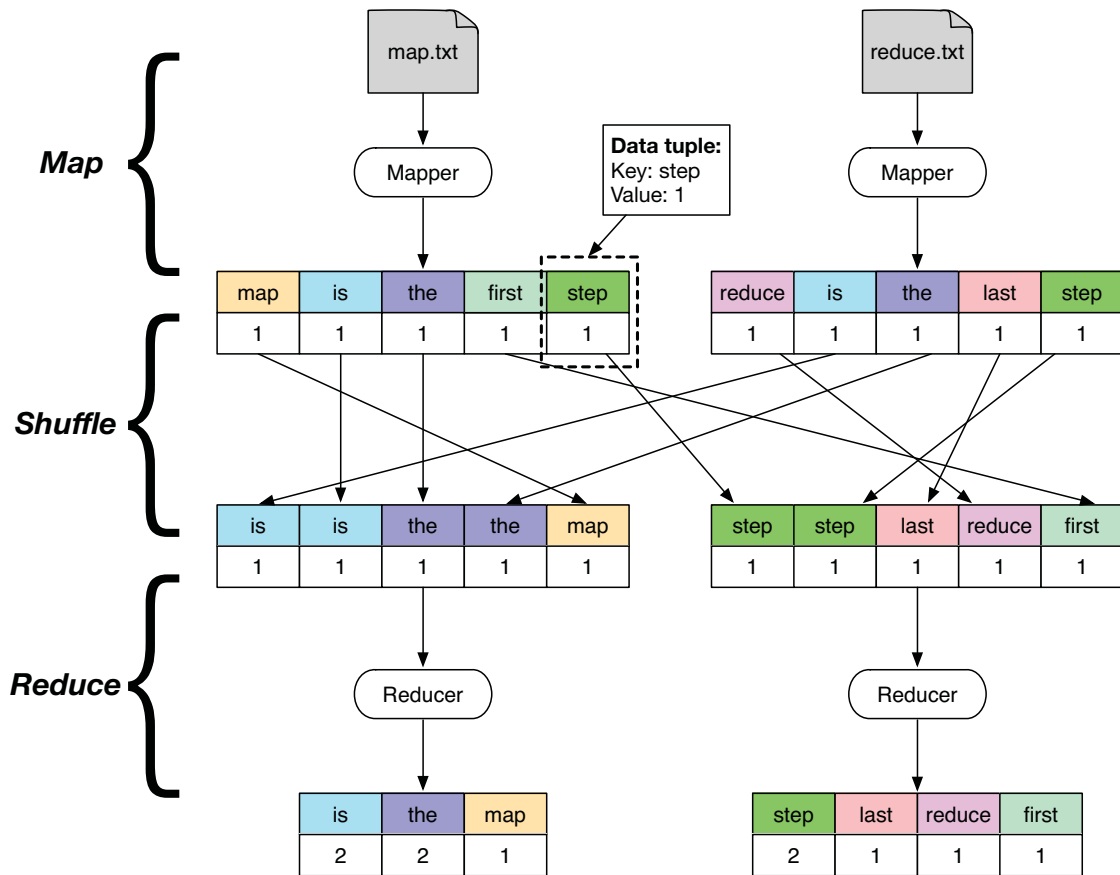 map.txt reduce.txt
Data tuple:
Key: step
Value: 1
Map
Mapper Mapper
map is the first step reduce is the last step
1 1 1 1 1 1 1 1 1 1
Shuffle
is is the the map step step last reduce first
1 1 1 1 1 1 1 1 1 1
Reduce
Reducer Reducer
is the map step last reduce first
2 2 1 2 1 1 1